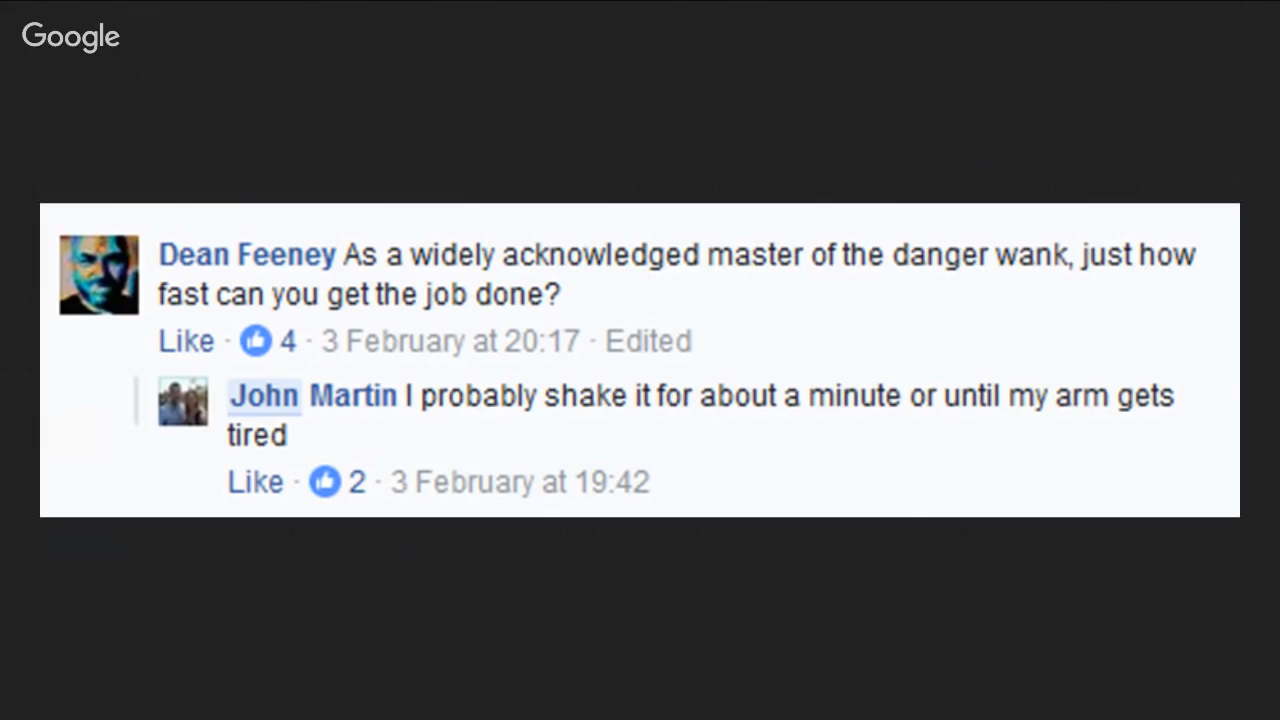 Google
Dean Feeney As a widely acknowledged master of the danger wank, just how
fast can you get the job done?
Like · 4 · 3 February at 20:17 · Edited
John Martin I probably shake it for about a minute or until my arm gets
tired
Like · 2 · 3 February at 19:42